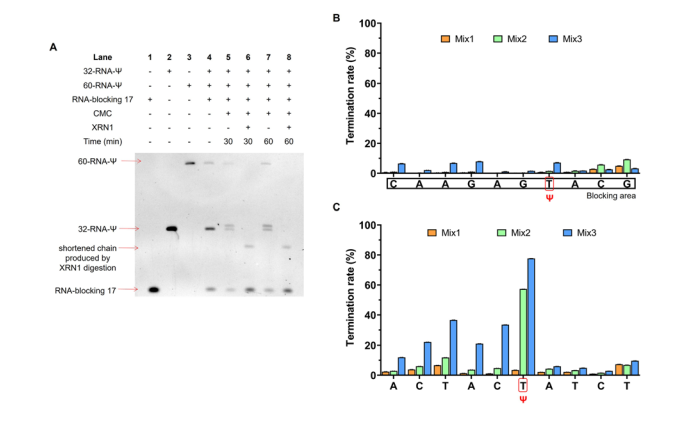 A
Lane 1 2 3 4 5 6 7 8
32-RNA-Ψ - + - + + + + +
60-RNA-Ψ - - + + + + + +
RNA-blocking 17 + - - + + + + +
CMC - - - - + + + +
XRN1 - - - - - + - +
Time (min) - - - - 30 30 60 60
60-RNA-Ψ
32-RNA-Ψ
shortened chain
produced by
XRN1 digestion
RNA-blocking 17
B
Termination rate (%)
100
80
60
40
20
0
Mix1 Mix2 Mix3
C A A G A G T A C G
Ψ
Blocking area
C
Termination rate (%)
100
80
60
40
20
0
Mix1 Mix2 Mix3
A C T A C T A T C T
Ψ